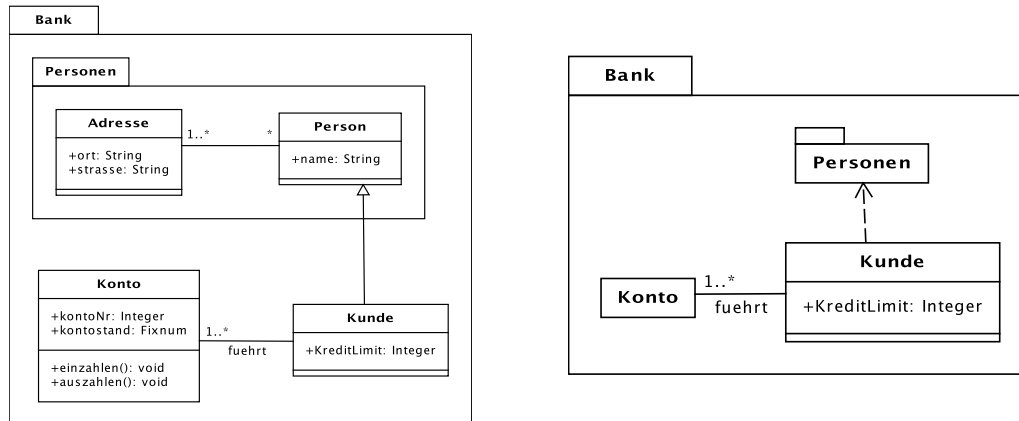 Bank
Personen
Adresse
+ort: String
+strasse: String
1..*
*
Person
+name: String
Konto
+kontoNr: Integer
+kontostand: Fixnum
+einzahlen(): void
+auszahlen(): void
1..*
fuehrt
Kunde
+KreditLimit: Integer
Bank
Personen
Konto
1..*
fuehrt
Kunde
+KreditLimit: Integer